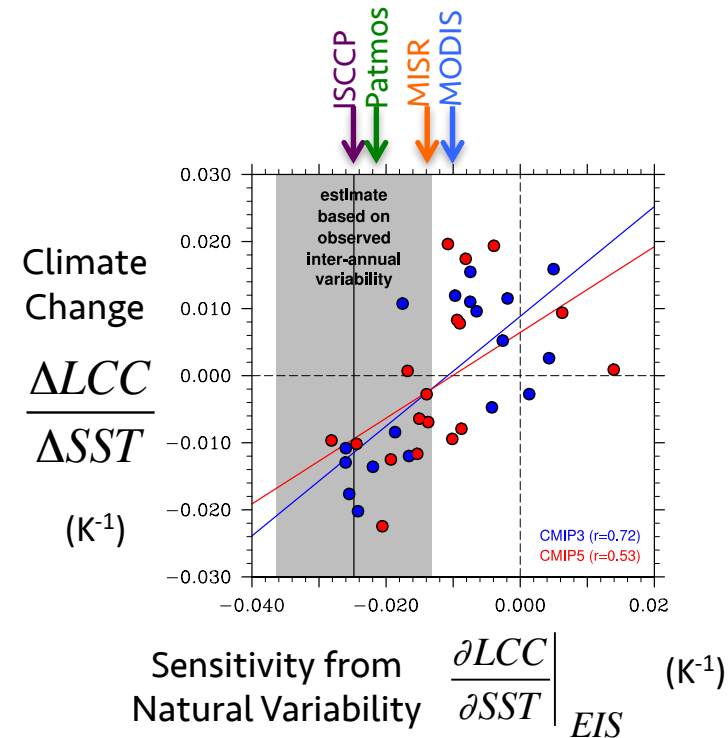 ISCCP
Patmos
MISR
MODIS
0.030
0.020
0.010
0.000
−0.010
−0.020
−0.030
estimate
based on
observed
inter-annual
variability
Climate
Change
ΔLCC
ΔSST
(K-1)
CMIP3 (r=0.72)
CMIP5 (r=0.53)
−0.040
−0.020
0.000
0.02
Sensitivity from
Natural Variability
∂LCC
∂SST
EIS
(K-1)